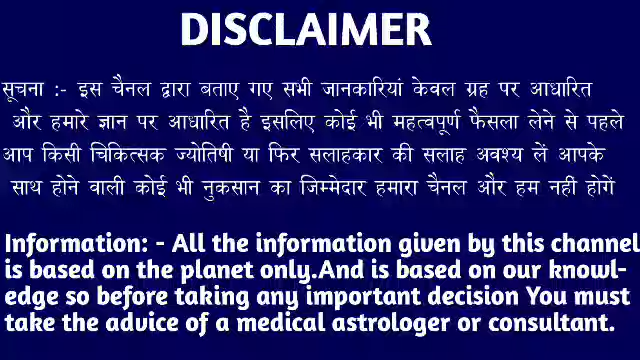 DISCLAIMER
सूचना :- इस चैनल द्वारा बताए गए सभी जानकारियां केवल ग्रह पर आधारित
और हमारे ज्ञान पर आधारित है इसलिए कोई भी महत्वपूर्ण फैसला लेने से पहले
आप किसी चिकित्सक ज्योतिषी या फिर सलाहकार की सलाह अवश्य लें आपके
साथ होने वाली कोई भी नुकसान का जिम्मेदार हमारा चैनल और हम नहीं होगें
Information: - All the information given by this channel
is based on the planet only.And is based on our knowl-
edge so before taking any important decision You must
take the advice of a medical astrologer or consultant.